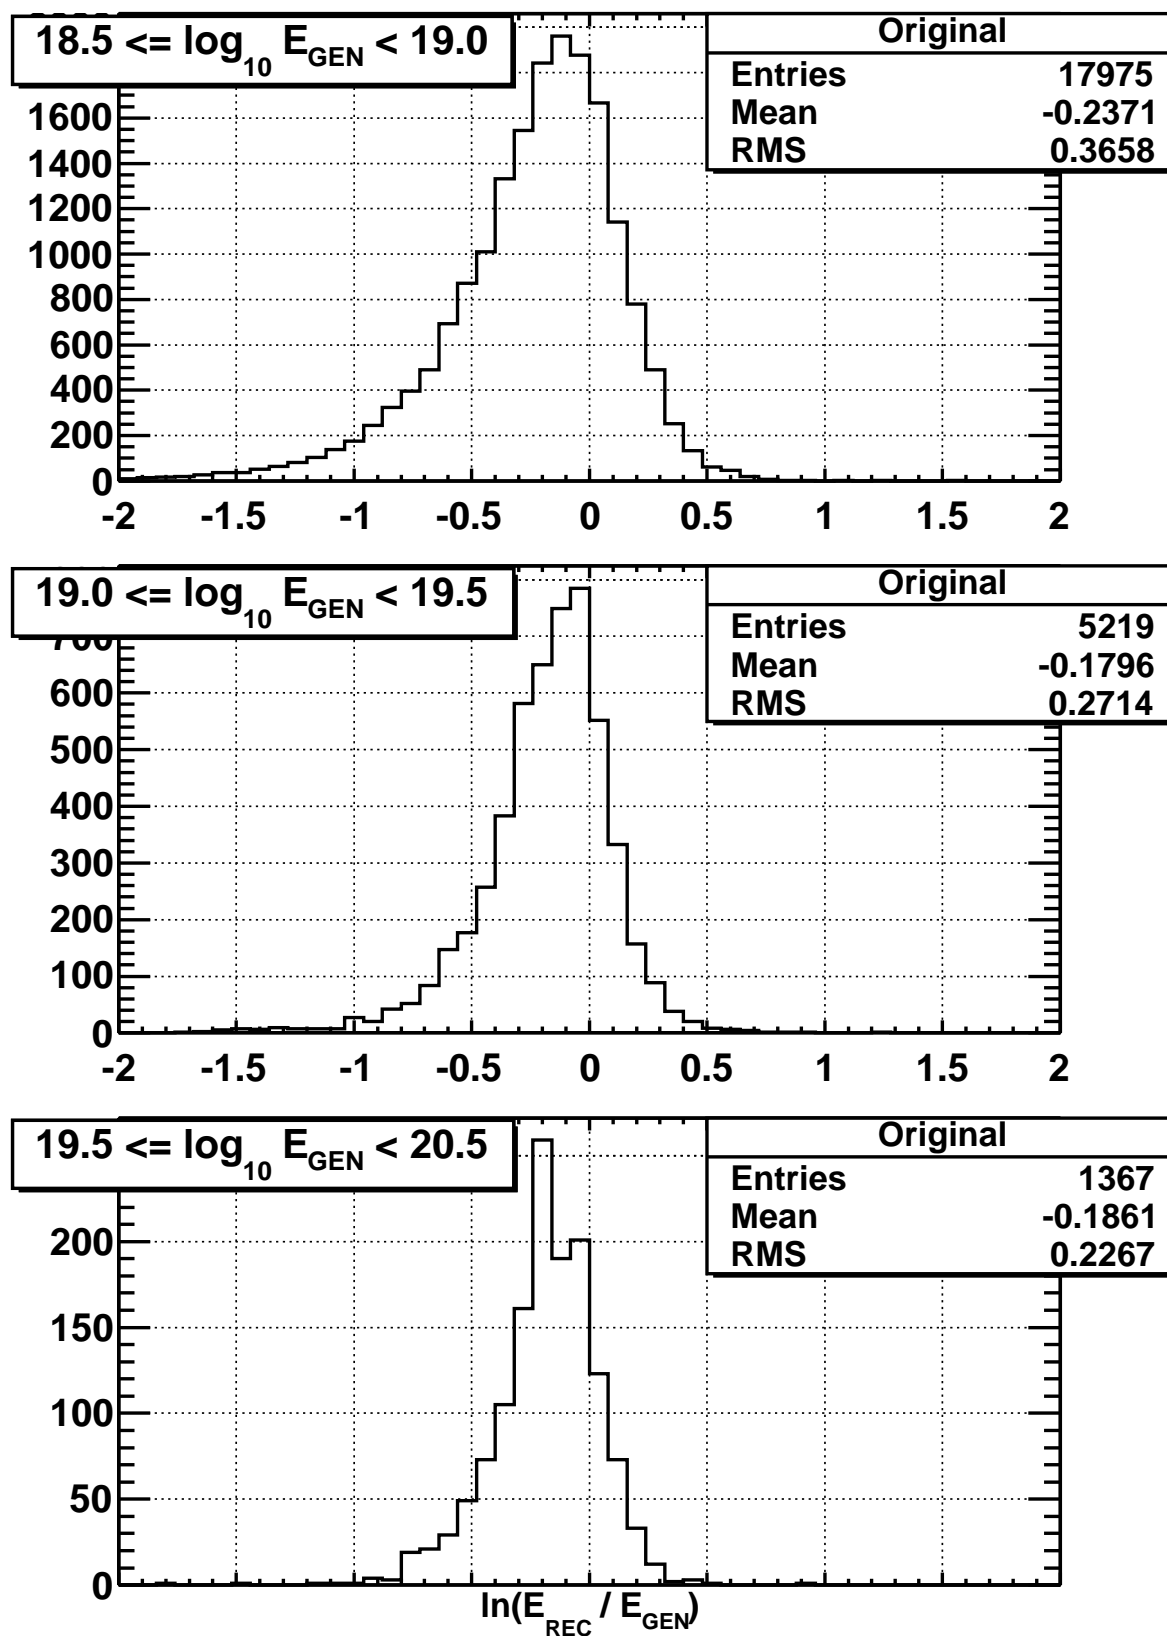 18.5 <= log10 EGEN < 19.0
Original
Entries 17975
Mean -0.2371
RMS 0.3658
1600
1400
1200
1000
800
600
400
200
0
-2 -1.5 -1 -0.5 0 0.5 1 1.5 2
19.0 <= log10 EGEN < 19.5
Original
Entries 5219
Mean -0.1796
RMS 0.2714
700
600
500
400
300
200
100
0
-2 -1.5 -1 -0.5 0 0.5 1 1.5 2
19.5 <= log10 EGEN < 20.5
Original
Entries 1367
Mean -0.1861
RMS 0.2267
200
150
100
50
0
ln(EREC / EGEN)